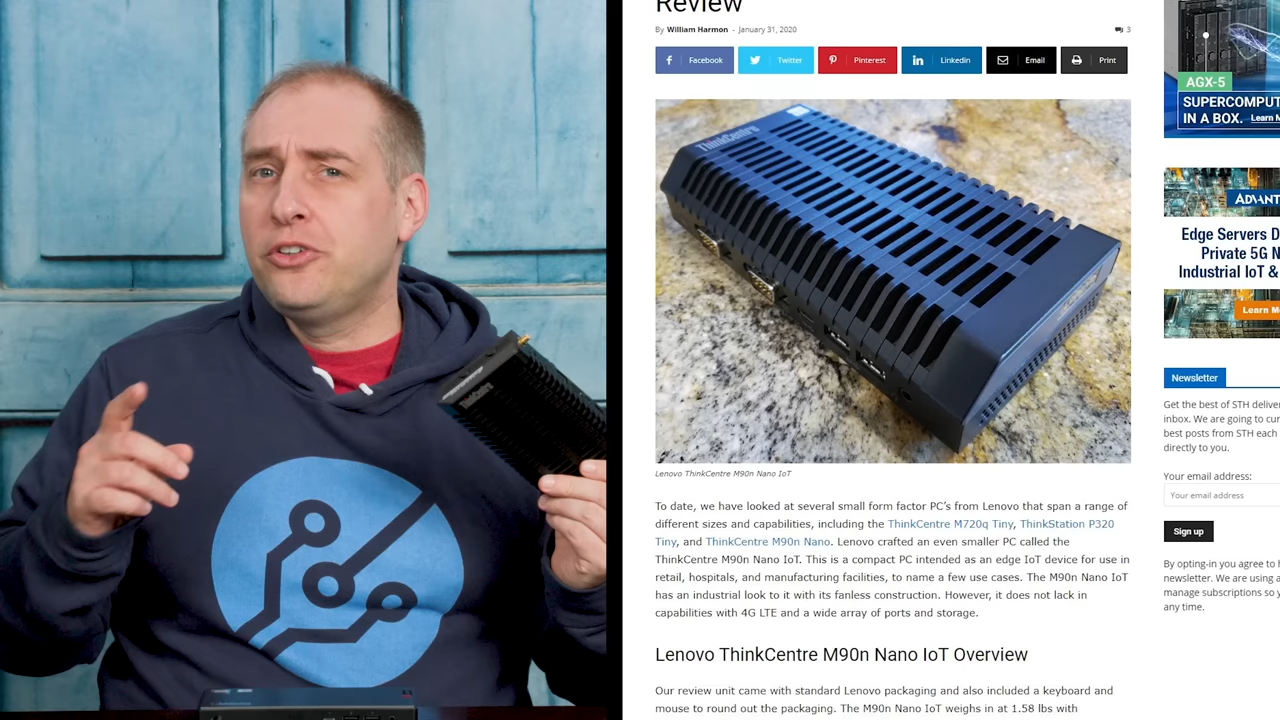 Review
By William Harmon - January 31, 2020
3
Facebook
Twitter
Pinterest
Linkedin
Email
Print
ThinkCentre
Lenovo ThinkCentre M90n Nano IoT
To date, we have looked at several small form factor PC's from Lenovo that span a range of
different sizes and capabilities, including the ThinkCentre M720q Tiny, ThinkStation P320
Tiny, and ThinkCentre M90n Nano. Lenovo crafted an even smaller PC called the
ThinkCentre M90n Nano IoT. This is a compact PC intended as an edge IoT device for use in
retail, hospitals, and manufacturing facilities, to name a few use cases. The M90n Nano IoT
has an industrial look to it with its fanless construction. However, it does not lack in
capabilities with 4G LTE and a wide array of ports and storage.
Lenovo ThinkCentre M90n Nano IoT Overview
Our review unit came with standard Lenovo packaging and also included a keyboard and
mouse to round out the packaging. The M90n Nano IoT weighs in at 1.58 lbs with
AGX-5
SUPERCOMPUT
IN A BOX. Learn M
ADVANT
Edge Servers D
Private 5G N
Industrial IoT &
Learn Mo
Newsletter
Get the best of STH deliver
inbox. We are going to cur
best posts from STH each
directly to you.
Your email address:
Your email address
Sign up
By opting-in you agree to h
newsletter. We are using a
manage subscriptions so y
any time.